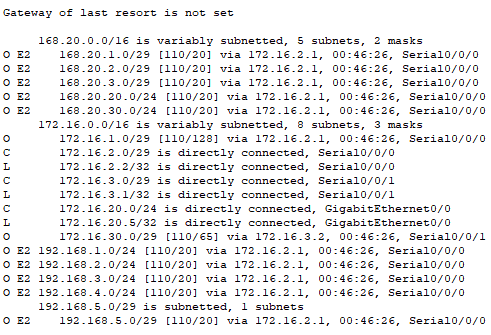 Gateway of last resort is not set
168.20.0.0/16 is variably subnetted, 5 subnets, 2 masks
O E2 168.20.1.0/29 [110/20] via 172.16.2.1, 00:46:26, Serial0/0/0
O E2 168.20.2.0/29 [110/20] via 172.16.2.1, 00:46:26, Serial0/0/0
O E2 168.20.3.0/29 [110/20] via 172.16.2.1, 00:46:26, Serial0/0/0
O E2 168.20.20.0/24 [110/20] via 172.16.2.1, 00:46:26, Serial0/0/0
O E2 168.20.30.0/24 [110/20] via 172.16.2.1, 00:46:26, Serial0/0/0
172.16.0.0/16 is variably subnetted, 8 subnets, 3 masks
O 172.16.1.0/29 [110/128] via 172.16.2.1, 00:46:26, Serial0/0/0
C 172.16.2.0/29 is directly connected, Serial0/0/0
L 172.16.2.2/32 is directly connected, Serial0/0/0
C 172.16.3.0/29 is directly connected, Serial0/0/1
L 172.16.3.1/32 is directly connected, Serial0/0/1
C 172.16.20.0/24 is directly connected, GigabitEthernet0/0
L 172.16.20.5/32 is directly connected, GigabitEthernet0/0
O 172.16.30.0/29 [110/65] via 172.16.3.2, 00:46:26, Serial0/0/1
O E2 192.168.1.0/24 [110/20] via 172.16.2.1, 00:46:26, Serial0/0/0
O E2 192.168.2.0/24 [110/20] via 172.16.2.1, 00:46:26, Serial0/0/0
O E2 192.168.3.0/24 [110/20] via 172.16.2.1, 00:46:26, Serial0/0/0
O E2 192.168.4.0/24 [110/20] via 172.16.2.1, 00:46:26, Serial0/0/0
192.168.5.0/29 is subnetted, 1 subnets
O E2 192.168.5.0/29 [110/20] via 172.16.2.1, 00:46:26, Serial0/0/0